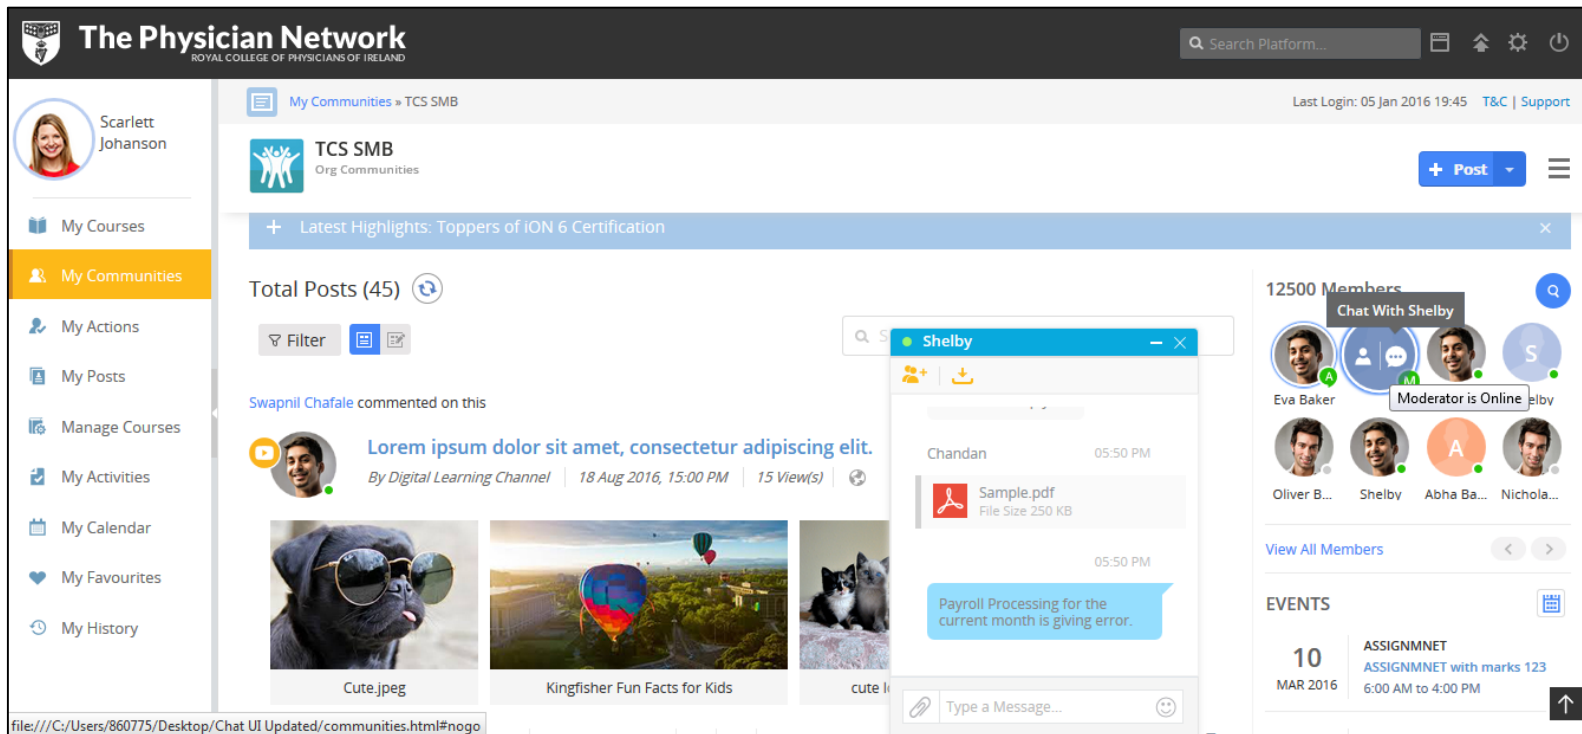 The Physician Network
ROYAL COLLEGE OF PHYSICIANS OF IRELAND
Search Platform...
Scarlett
Johanson
My Courses
My Communities
My Actions
My Posts
Manage Courses
My Activities
My Calendar
My Favourites
My History
My Communities » TCS SMB
Last Login: 05 Jan 2016 19:45 T&C | Support
TCS SMB
Org Communities
+ Post
+ Latest Highlights: Toppers of iON 6 Certification
Total Posts (45)
Filter
Swapnil Chafale commented on this
Lorem ipsum dolor sit amet, consectetur adipiscing elit.
By Digital Learning Channel | 18 Aug 2016, 15:00 PM | 15 View(s)
Cute.jpeg
Kingfisher Fun Facts for Kids
cute
Shelby
Chandan 05:50 PM
Sample.pdf
File Size 250 KB
05:50 PM
Payroll Processing for the
current month is giving error.
Type a Message...
12500 Members
Chat With Shelby
A
M
S
Eva Baker
Moderator is Online
elby
A
Oliver B... Shelby Abha Ba... Nichola...
View All Members
EVENTS
10
MAR 2016
ASSIGNMNET
ASSIGNMNET with marks 123
6:00 AM to 4:00 PM
file:///C:/Users/860775/Desktop/Chat UI Updated/communities.html#nogo